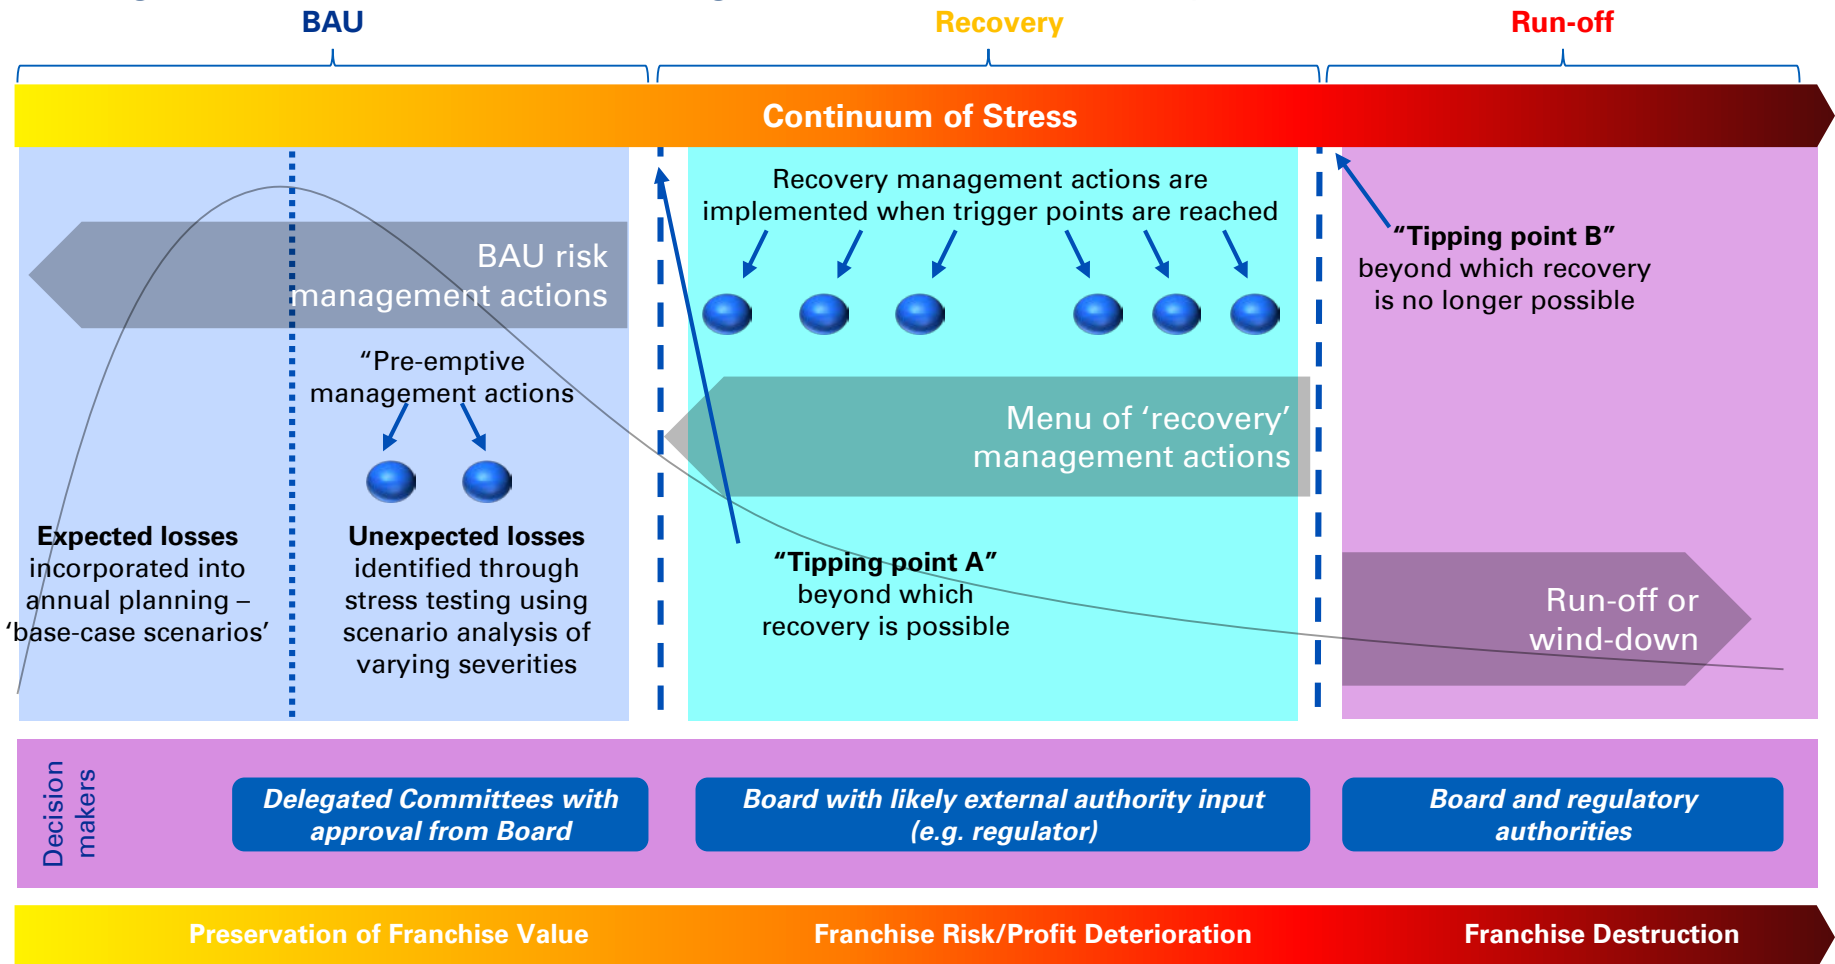 BAU
Recovery
Run-off
Continuum of Stress
Recovery management actions are
implemented when trigger points are reached
BAU risk
management actions
“Tipping point B”
beyond which recovery
is no longer possible
“Pre-emptive
management actions
Menu of ‘recovery’
management actions
Expected losses
incorporated into
annual planning –
‘base-case scenarios’
Unexpected losses
identified through
stress testing using
scenario analysis of
varying severities
“Tipping point A”
beyond which
recovery is possible
Run-off or
wind-down
Decision
makers
Delegated Committees with
approval from Board
Board with likely external authority input
(e.g. regulator)
Board and regulatory
authorities
Preservation of Franchise Value
Franchise Risk/Profit Deterioration
Franchise Destruction